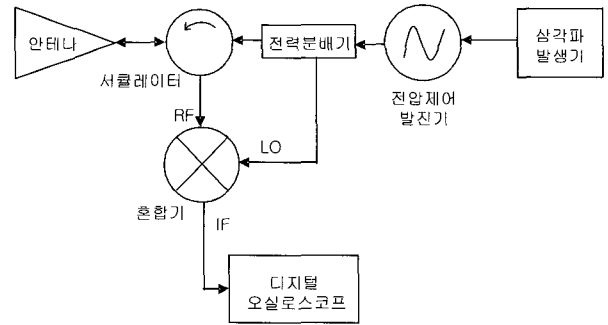 안테나
서큘레이터
전력분배기
전압제어
발진기
삼각파
발생기
RF
LO
혼합기
IF
디지털
오실로스코프